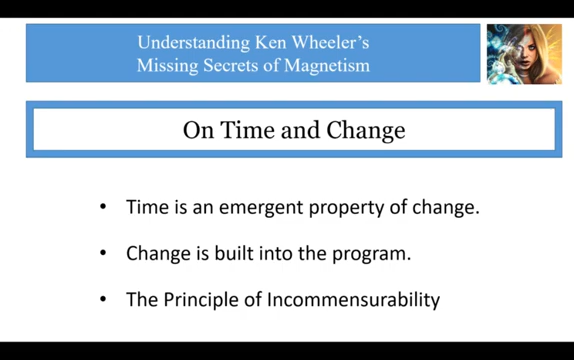 Understanding Ken Wheeler's
Missing Secrets of Magnetism
On Time and Change
• Time is an emergent property of change.
• Change is built into the program.
• The Principle of Incommensurability